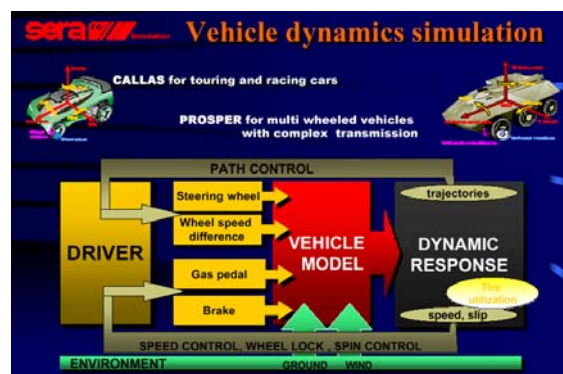 sera
Vehicle dynamics simulation
CALLAS for touring and racing cars
PROSPER for multi wheeled vehicles
with complex transmission
PATH CONTROL
Steering wheel
trajectories
Wheel speed
difference
DRIVER
VEHICLE
MODEL
DYNAMIC
RESPONSE
Gas pedal
Tire
utilization
Brake
speed, slip
SPEED CONTROL, WHEEL LOCK , SPIN CONTROL
ENVIRONMENT
GROUND
WIND